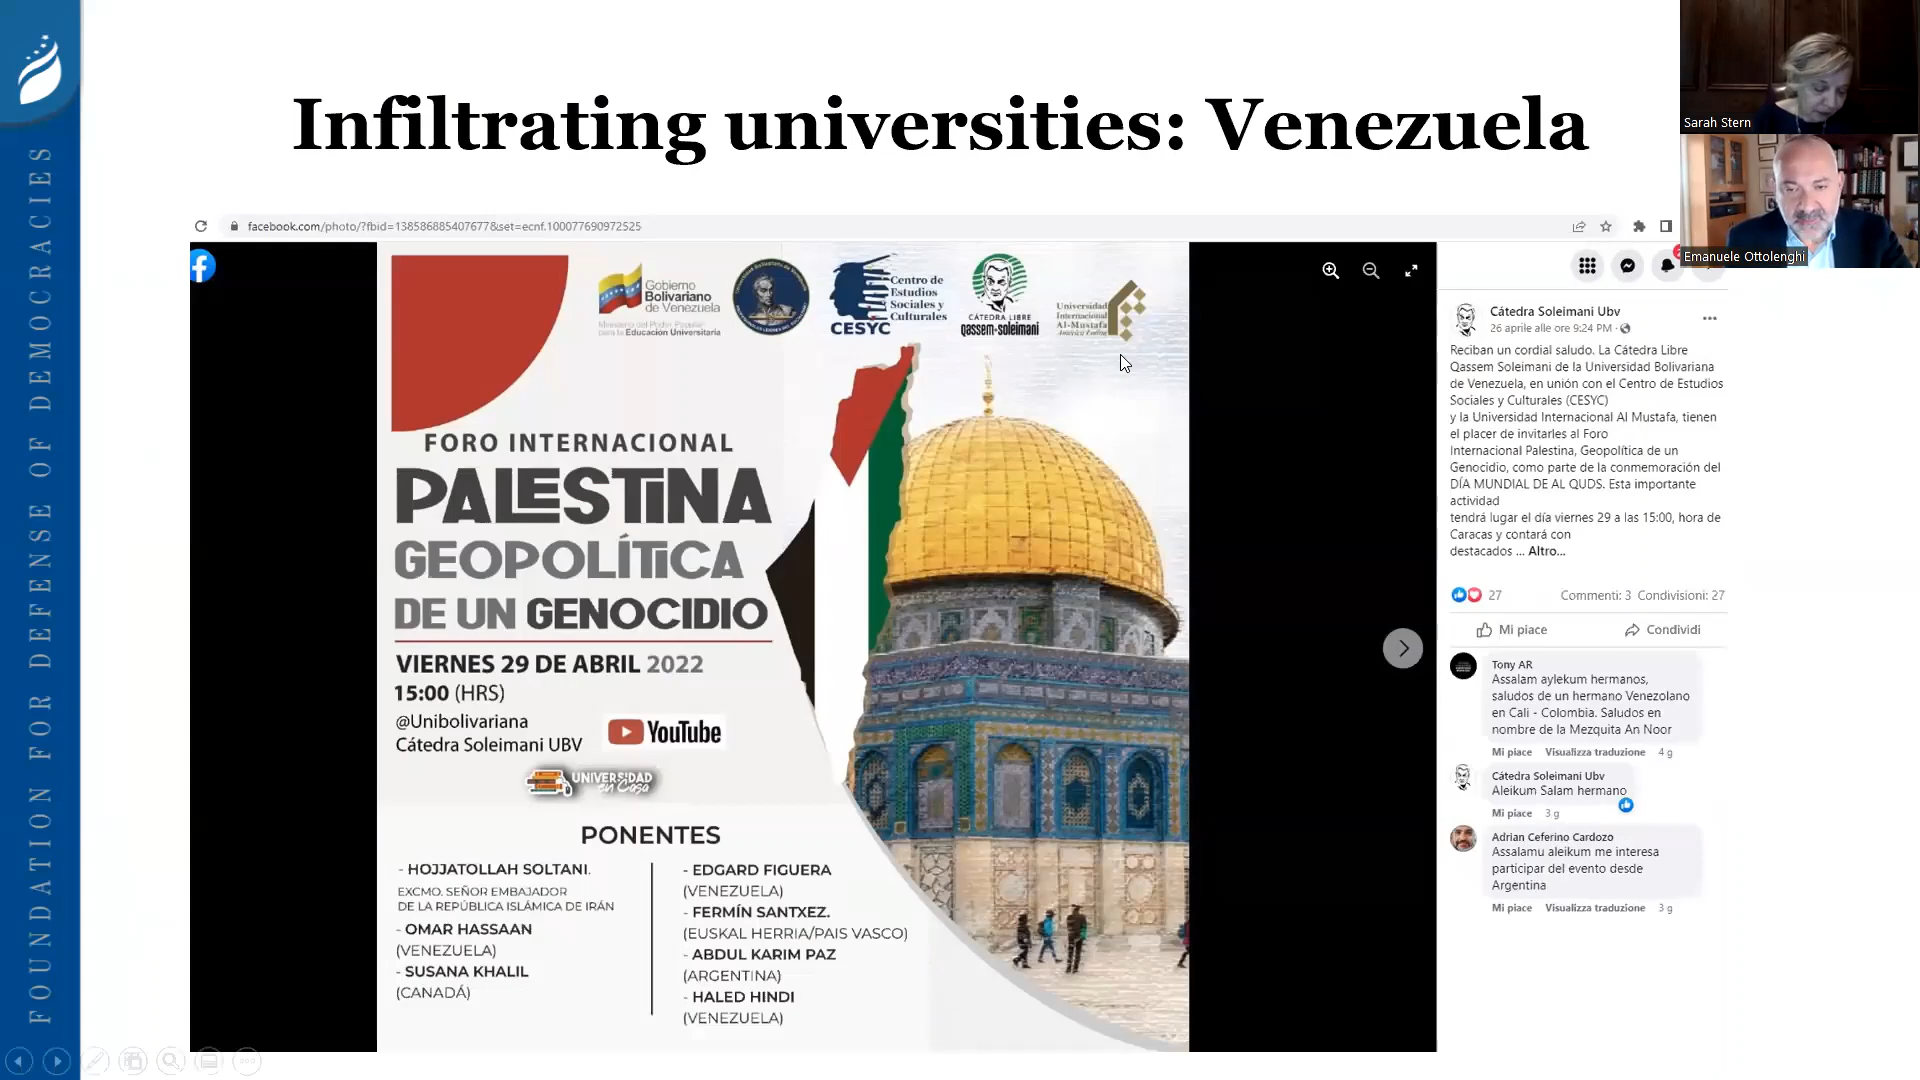 FOUNDATION FOR DEFENSE OF DEMOCRACIES
Infiltrating universities: Venezuela
Sarah Stern
Emanuele Ottolenghi
facebook.com/photo/?fbid=138586885407677&set=ecnf.100077690972525
Gobierno
Bolivariano
de Venezuela
Ministerio del Poder Popular
para la Educación Universitaria
CESYC
Centro de
Estudios
Sociales y
Culturales
CÁTEDRA LIBRE
qassem-soleimani
Universidad
Internacional
Al-Mustafa
FORO INTERNACIONAL
PALESTINA
GEOPOLÍTICA
DE UN GENOCIDIO
VIERNES 29 DE ABRIL 2022
15:00 (HRS)
@Unibolivariana
Cátedra Soleimani UBV
YouTube
UNIVERSIDAD
en Casa
PONENTES
- HOJJATOLLAH SOLTANI.
EXCMO. SEÑOR EMBAJADOR
DE LA REPÚBLICA ISLÁMICA DE IRÁN
- OMAR HASSAAN
(VENEZUELA)
- SUSANA KHALIL
(CANADÁ)
- EDGARD FIGUERA
(VENEZUELA)
- FERMÍN SANTXEZ.
(EUSKAL HERRIA/PAIS VASCO)
- ABDUL KARIM PAZ
(ARGENTINA)
- HALED HINDI
(VENEZUELA)
Cátedra Soleimani Ubv
26 aprile alle ore 9:24 PM ·
Reciban un cordial saludo. La Cátedra Libre
Qassem Soleimani de la Universidad Bolivariana
de Venezuela, en unión con el Centro de Estudios
Sociales y Culturales (CESYC)
y la Universidad Internacional Al Mustafa, tienen
el placer de invitarles al Foro
Internacional Palestina, Geopolítica de un
Genocidio, como parte de la conmemoración del
DÍA MUNDIAL DE AL QUDS. Esta importante
actividad
tendrá lugar el día viernes 29 a las 15:00, hora de
Caracas y contará con
destacados ... Altro...
27
Commenti: 3 Condivisioni: 27
Mi piace
Condividi
Tony AR
Assalam aylekum hermanos,
saludos de un hermano Venezolano
en Cali - Colombia. Saludos en
nombre de la Mezquita An Noor
Mi piace Visualizza traduzione 4 g
Cátedra Soleimani Ubv
Aleikum Salam hermano
Mi piace 3 g
Adrian Ceferino Cardozo
Assalamu aleikum me interesa
participar del evento desde
Argentina
Mi piace Visualizza traduzione 3 g